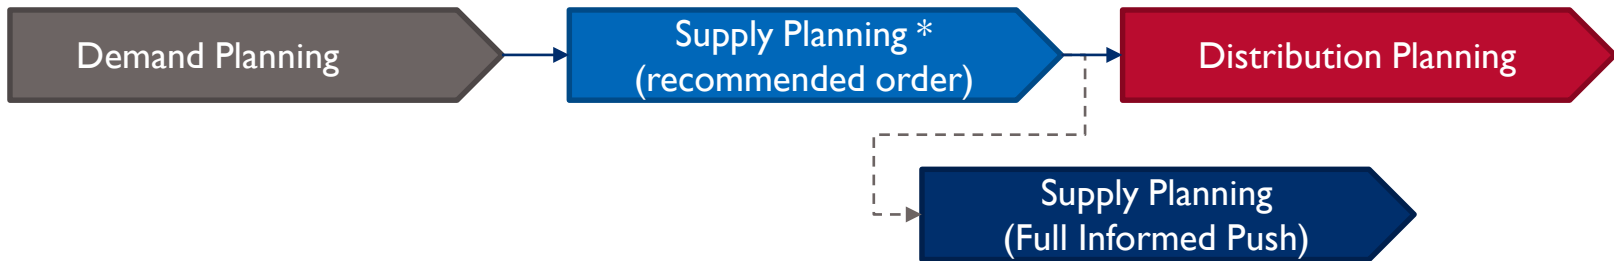 Demand Planning
Supply Planning *
(recommended order)
Distribution Planning
Supply Planning
(Full Informed Push)